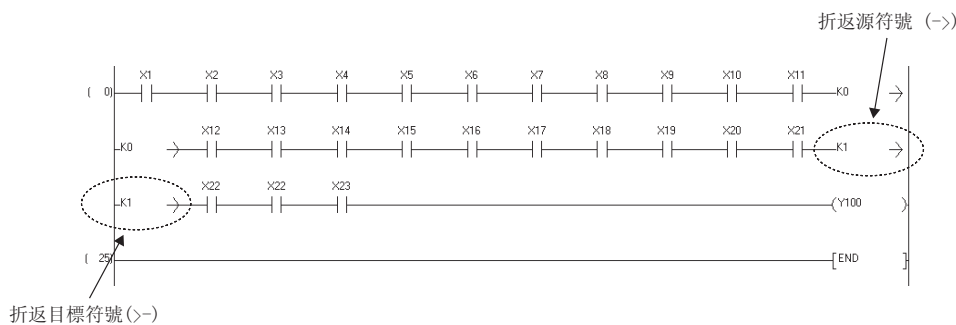 折返源符號 (->)
X1 X2 X3 X4 X5 X6 X7 X8 X9 X10 X11
( 0) K0
X12 X13 X14 X15 X16 X17 X18 X19 X20 X21
K0 K1
X22 X22 X23
K1 (Y100 )
( 25) [END ]
折返目標符號(>-)